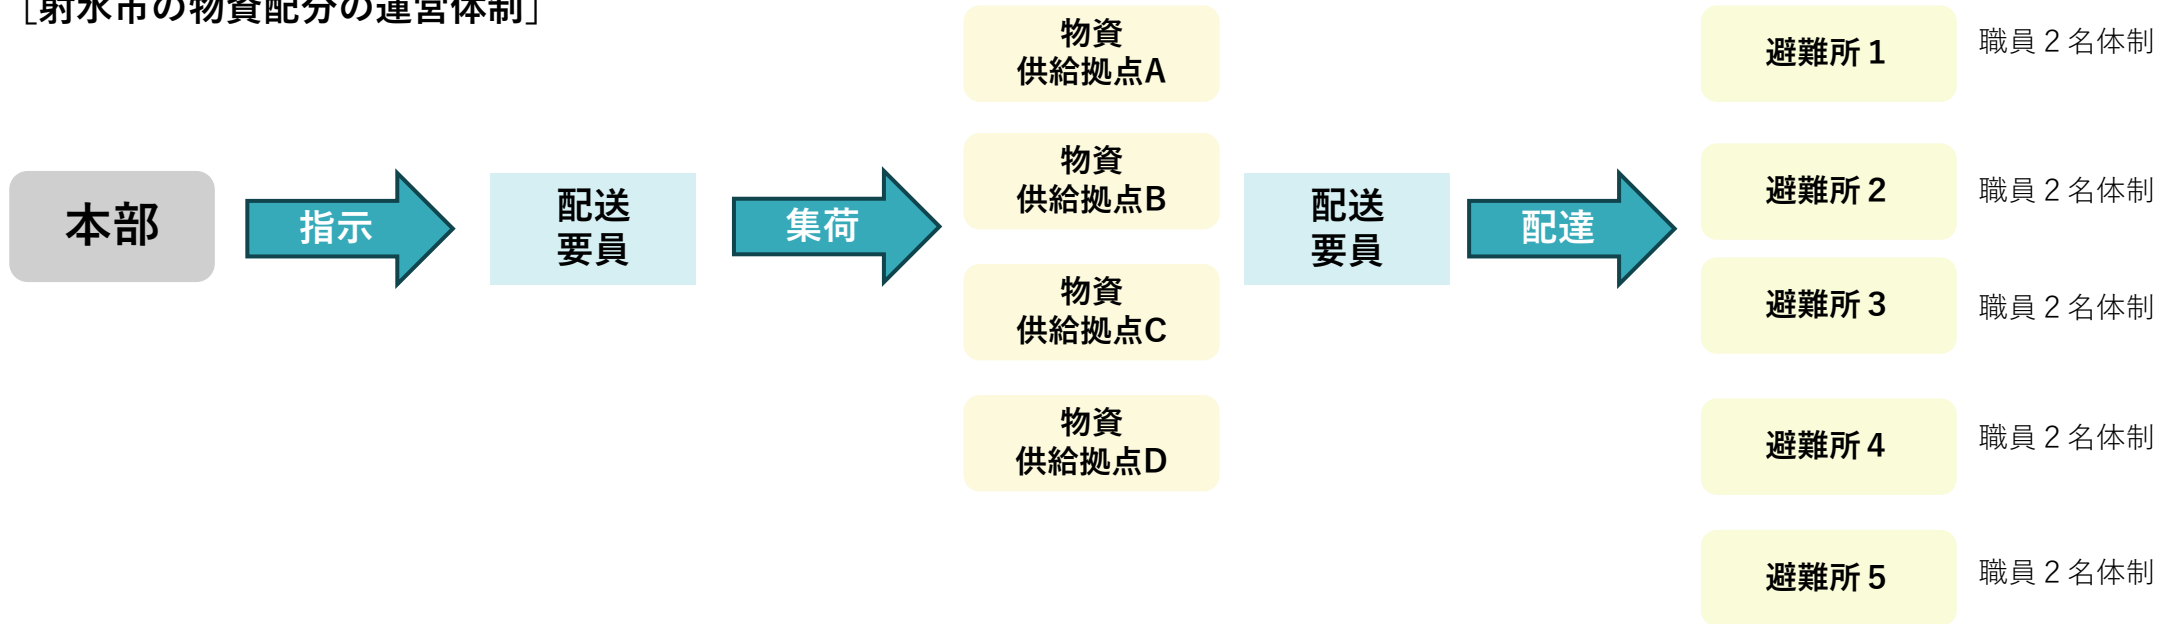 ［射水市の物資配分の運営体制］
本部
指示
配送
要員
集荷
物資
供給拠点A
物資
供給拠点B
物資
供給拠点C
物資
供給拠点D
配送
要員
配達
避難所１
職員２名体制
避難所２
職員２名体制
避難所３
職員２名体制
避難所４
職員２名体制
避難所５
職員２名体制